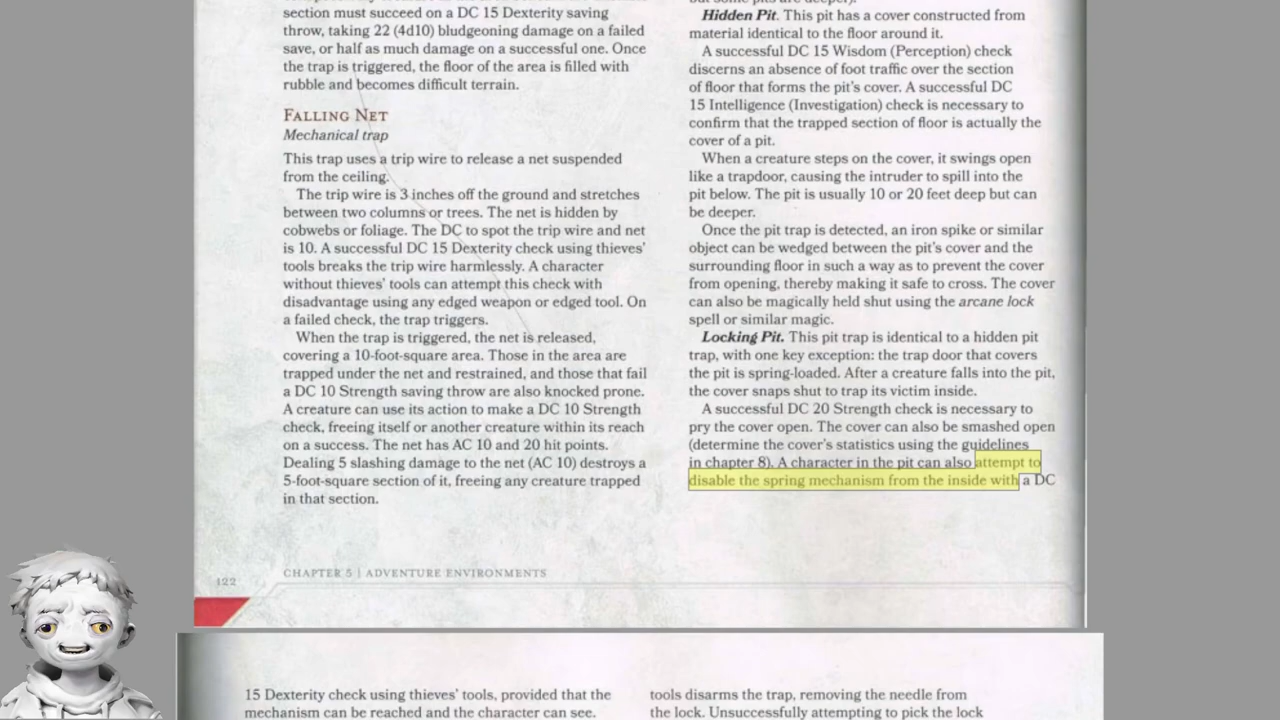 section must succeed on a DC 15 Dexterity saving
throw, taking 22 (4d10) bludgeoning damage on a failed
save, or half as much damage on a successful one. Once
the trap is triggered, the floor of the area is filled with
rubble and becomes difficult terrain.
FALLING NET
Mechanical trap
This trap uses a trip wire to release a net suspended
from the ceiling.
The trip wire is 3 inches off the ground and stretches
between two columns or trees. The net is hidden by
cobwebs or foliage. The DC to spot the trip wire and net
is 10. A successful DC 15 Dexterity check using thieves'
tools breaks the trip wire harmlessly. A character
without thieves' tools can attempt this check with
disadvantage using any edged weapon or edged tool. On
a failed check, the trap triggers.
When the trap is triggered, the net is released,
covering a 10-foot-square area. Those in the area are
trapped under the net and restrained, and those that fail
a DC 10 Strength saving throw are also knocked prone.
A creature can use its action to make a DC 10 Strength
check, freeing itself or another creature within its reach
on a success. The net has AC 10 and 20 hit points.
Dealing 5 slashing damage to the net (AC 10) destroys a
5-foot-square section of it, freeing any creature trapped
in that section.
but some pits are deeper).
Hidden Pit. This pit has a cover constructed from
material identical to the floor around it.
A successful DC 15 Wisdom (Perception) check
discerns an absence of foot traffic over the section
of floor that forms the pit's cover. A successful DC
15 Intelligence (Investigation) check is necessary to
confirm that the trapped section of floor is actually the
cover of a pit.
When a creature steps on the cover, it swings open
like a trapdoor, causing the intruder to spill into the
pit below. The pit is usually 10 or 20 feet deep but can
be deeper.
Once the pit trap is detected, an iron spike or similar
object can be wedged between the pit's cover and the
surrounding floor in such a way as to prevent the cover
from opening, thereby making it safe to cross. The cover
can also be magically held shut using the arcane lock
spell or similar magic.
Locking Pit. This pit trap is identical to a hidden pit
trap, with one key exception: the trap door that covers
the pit is spring-loaded. After a creature falls into the pit,
the cover snaps shut to trap its victim inside.
A successful DC 20 Strength check is necessary to
pry the cover open. The cover can also be smashed open
(determine the cover's statistics using the guidelines
in chapter 8). A character in the pit can also attempt to
disable the spring mechanism from the inside with a DC
122
CHAPTER 5 | ADVENTURE ENVIRONMENTS
15 Dexterity check using thieves' tools, provided that the
mechanism can be reached and the character can see.
tools disarms the trap, removing the needle from
the lock. Unsuccessfully attempting to pick the lock